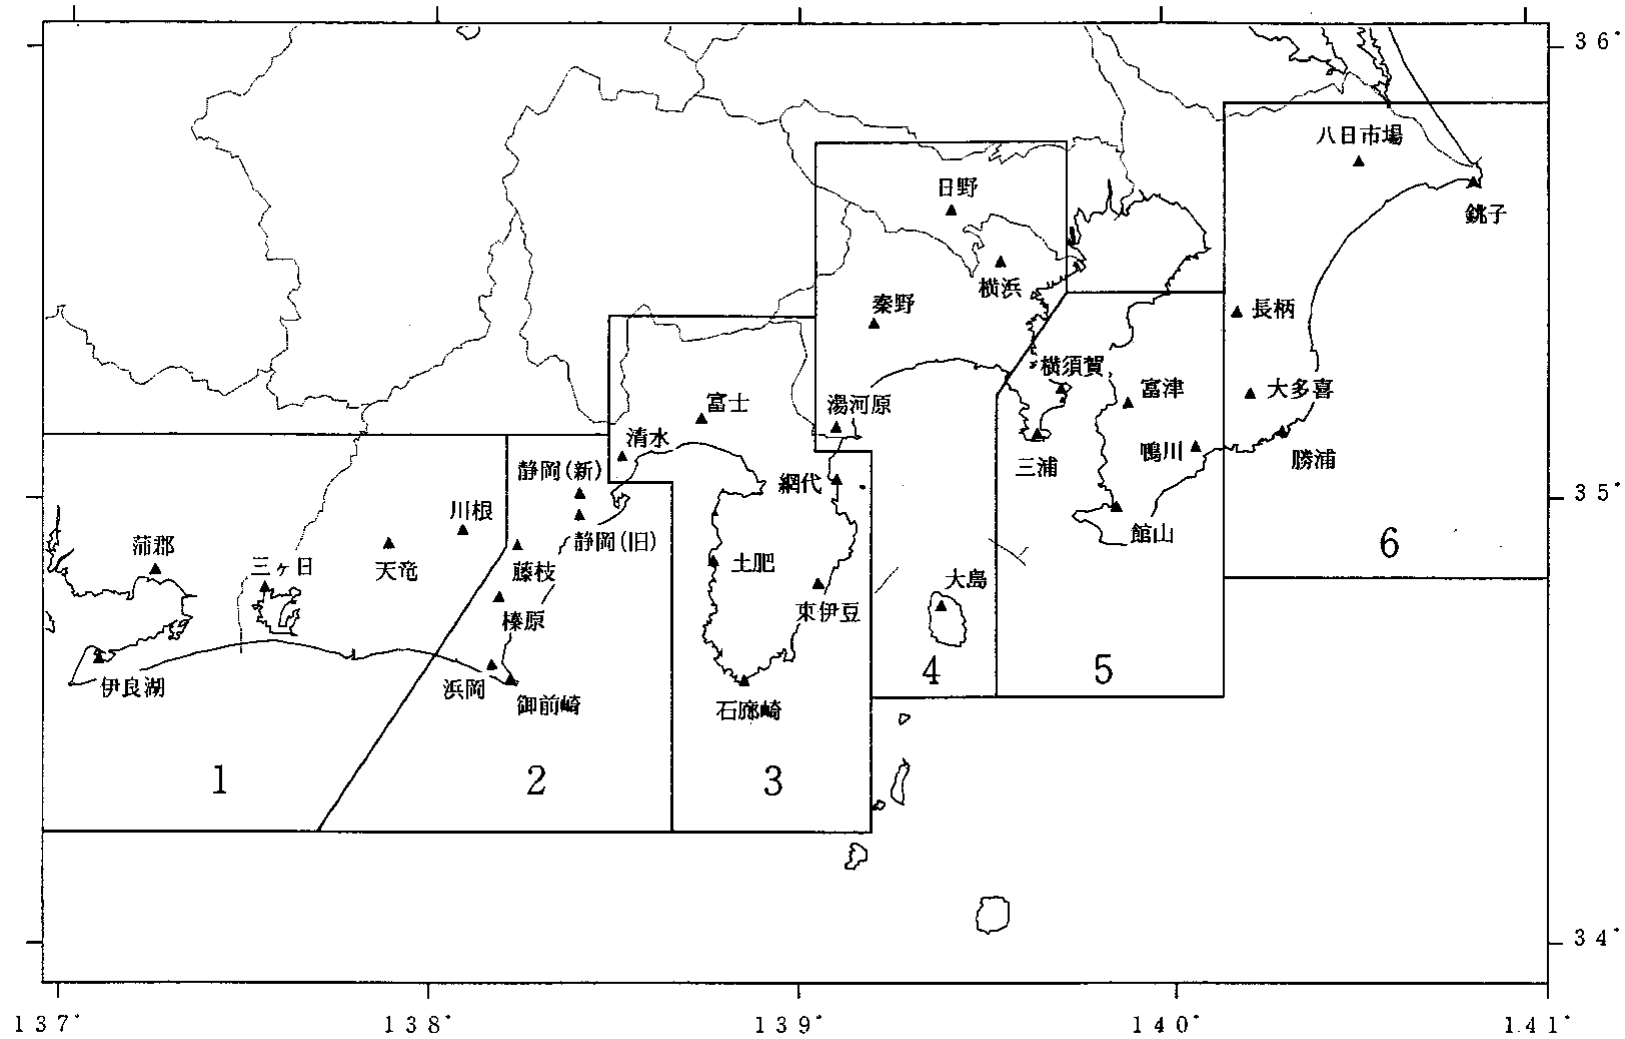 36°
八日市場
日野
銚子
横浜
秦野
長柄
横須賀
富津
大多喜
富士
湯河原
清水
鴨川
勝浦
三浦
静岡(新)
網代
35°
川根
館山
6
蒲郡
静岡(旧)
三ヶ日
天竜
藤枝
土肥
大島
東伊豆
榛原
4
5
伊良湖
浜岡
御前崎
石廊崎
1
2
3
34°
137°
138°
139°
140°
141°